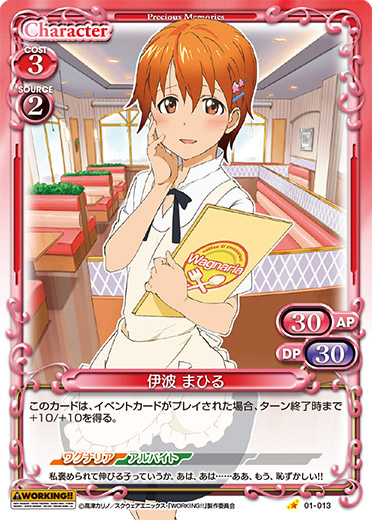 Precious Memories
Character
COST
3
SOURCE
2
Wagnaria
30 AP
DP 30
伊波 まひる
このカードは、イベントカードがプレイされた場合、ターン終了時まで
+10/+10を得る。
ワグナリア アルバイト
私褒められて伸びる子っていうか、あは、あは……ああ、もう、恥ずかしい!!
WORKING!!
01-013
©高津カリノ/スクウェアエニックス・「WORKING!!」製作委員会